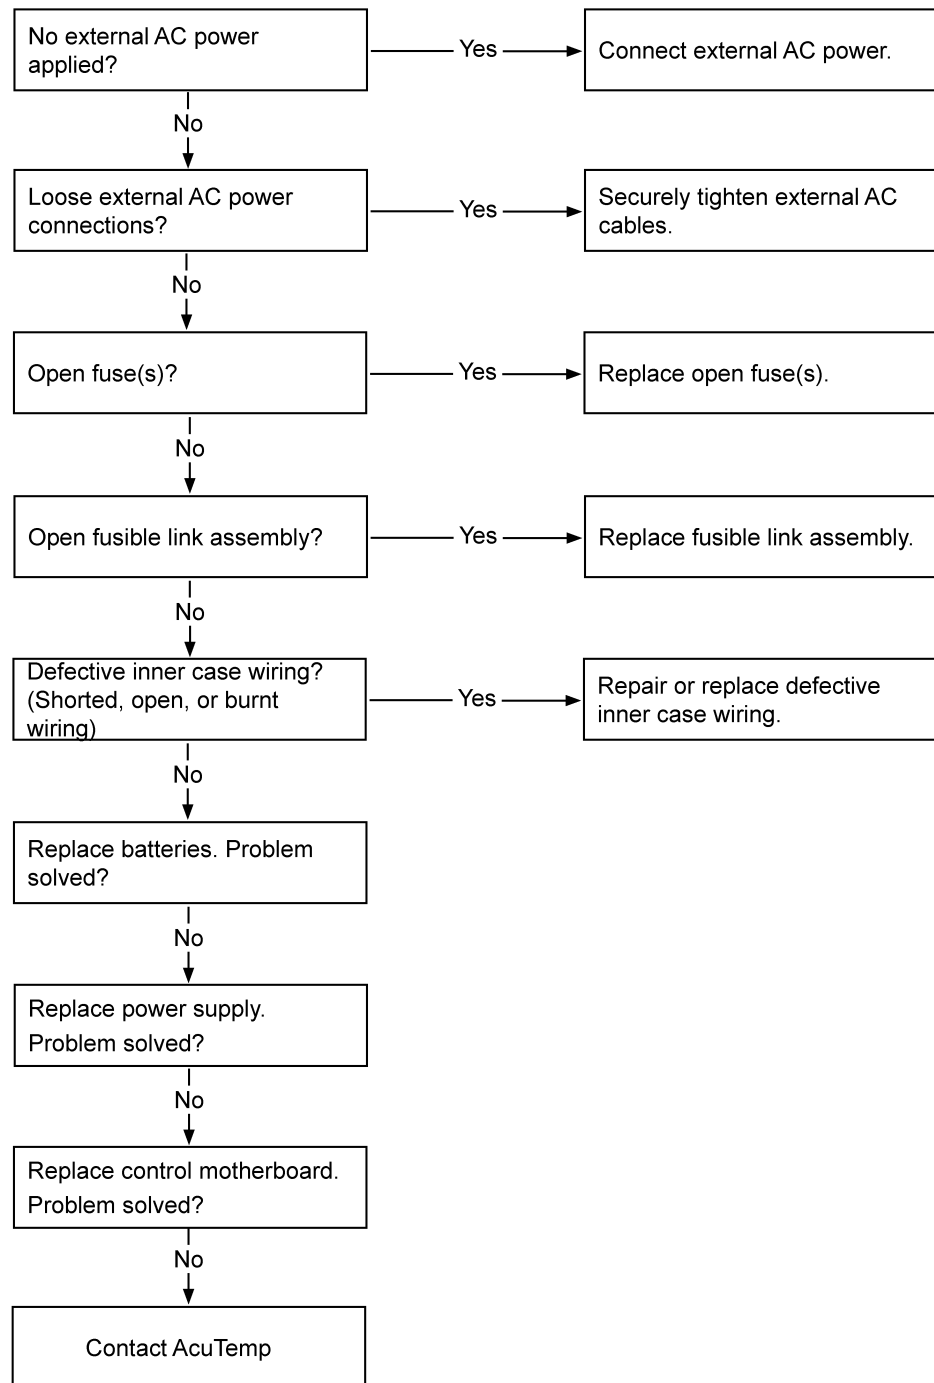 No external AC power
applied?
Yes
Connect external AC power.
No
Loose external AC power
connections?
Yes
Securely tighten external AC
cables.
No
Open fuse(s)?
Yes
Replace open fuse(s).
No
Open fusible link assembly?
Yes
Replace fusible link assembly.
No
Defective inner case wiring?
(Shorted, open, or burnt
wiring)
Yes
Repair or replace defective
inner case wiring.
No
Replace batteries. Problem
solved?
No
Replace power supply.
Problem solved?
No
Replace control motherboard.
Problem solved?
No
Contact AcuTemp